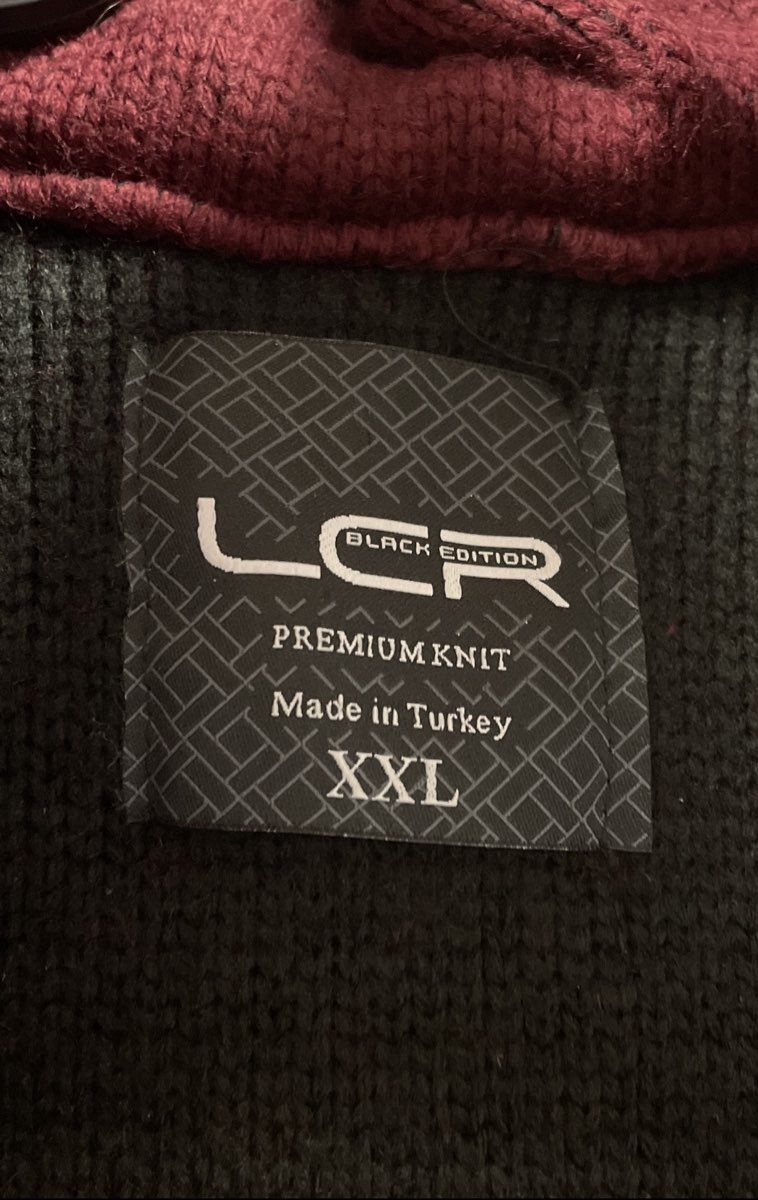 LCR
BLACK EDITION
PREMIUM KNIT
Made in Turkey
XXL